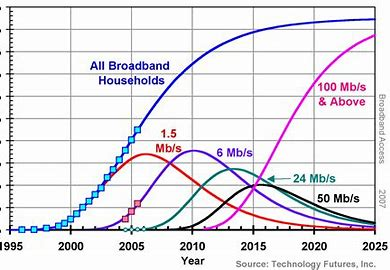 All Broadband
Households
100 Mb/s
& Above
1.5
Mb/s
6 Mb/s
24 Mb/s
50 Mb/s
Broadband Access
2007
1995 2000 2005 2010 2015 2020 2025
Year
Source: Technology Futures, Inc.